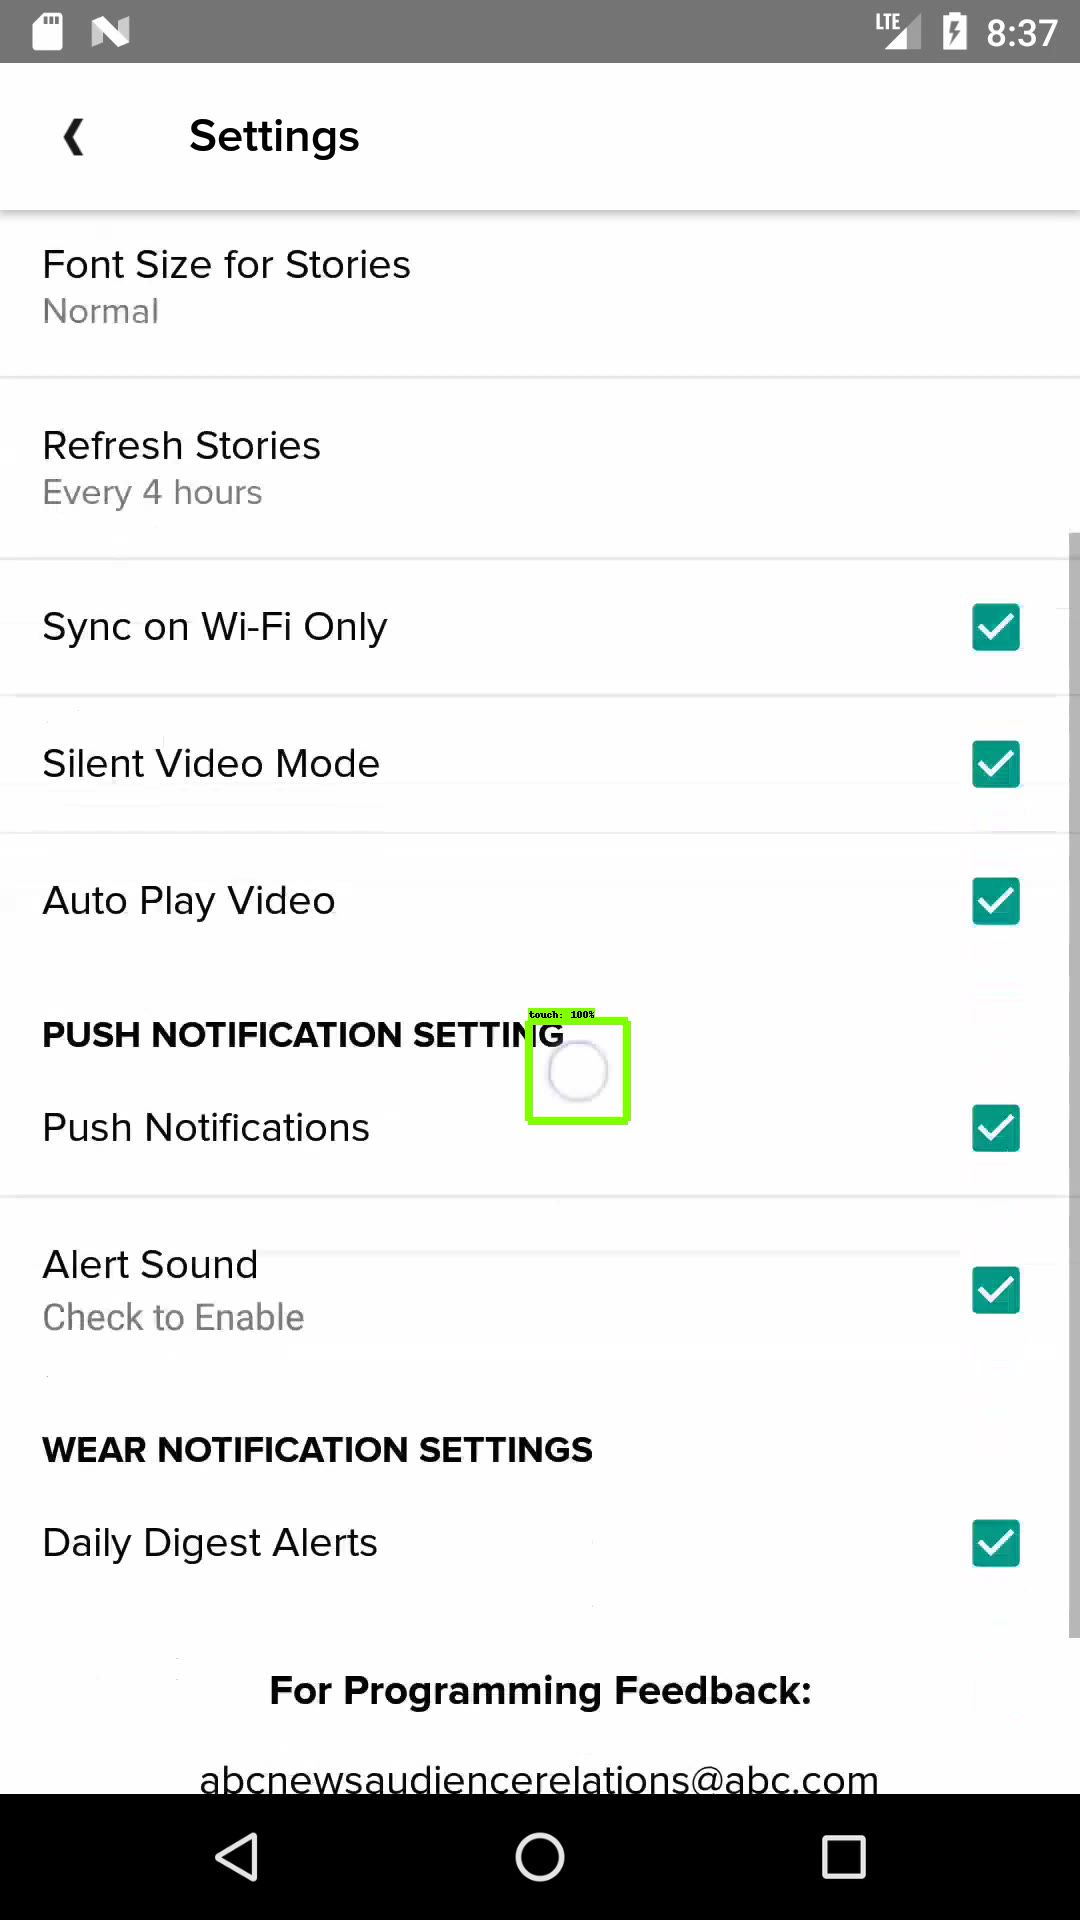 LTE 8:37
Settings
Font Size for Stories
Normal
Refresh Stories
Every 4 hours
Sync on Wi-Fi Only
Silent Video Mode
Auto Play Video
touch: 100%
PUSH NOTIFICATION SETTING
Push Notifications
Alert Sound
Check to Enable
WEAR NOTIFICATION SETTINGS
Daily Digest Alerts
For Programming Feedback:
abcnewsaudiencerelations@abc.com